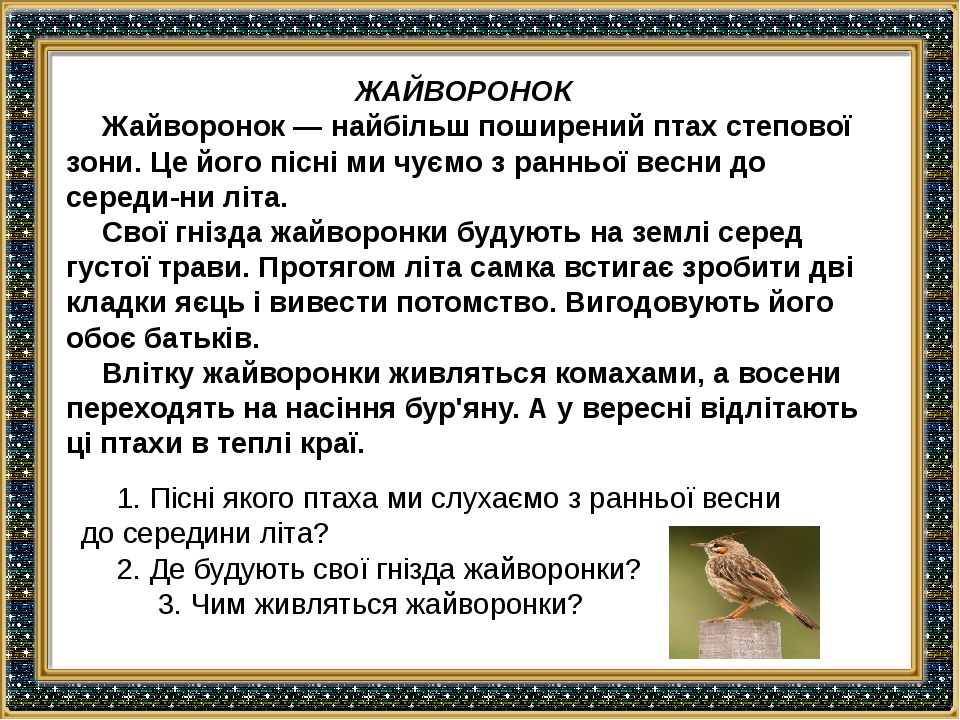 ЖАЙВОРОНОК
Жайворонок — найбільш поширений птах степової
зони. Це його пісні ми чуємо з ранньої весни до
середи-ни літа.
Свої гнізда жайворонки будують на землі серед
густої трави. Протягом літа самка встигає зробити дві
кладки яєць і вивести потомство. Вигодовують його
обоє батьків.
Влітку жайворонки живляться комахами, а восени
переходять на насіння бур'яну. А у вересні відлітають
ці птахи в теплі краї.
1. Пісні якого птаха ми слухаємо з ранньої весни
до середини літа?
2. Де будують свої гнізда жайворонки?
3. Чим живляться жайворонки?